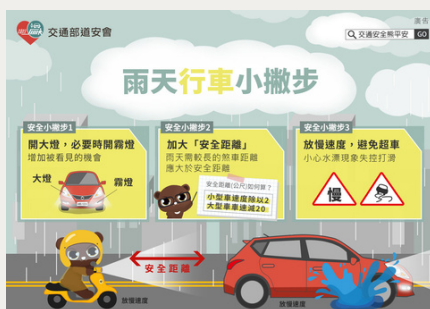 廣告
交通部道安會
交通安全熊平安 GO
雨天行車小撇步
安全小撇步1
開大燈，必要時開霧燈
增加被看見的機會
大燈
霧燈
安全小撇步2
加大「安全距離」
雨天需較長的煞車距離
應大於安全距離
安全距離(公尺)如何算？
小型車速度除以2
大型車車速減20
安全小撇步3
放慢速度，避免超車
小心水漂現象失控打滑
慢
安全距離
放慢速度
放慢速度